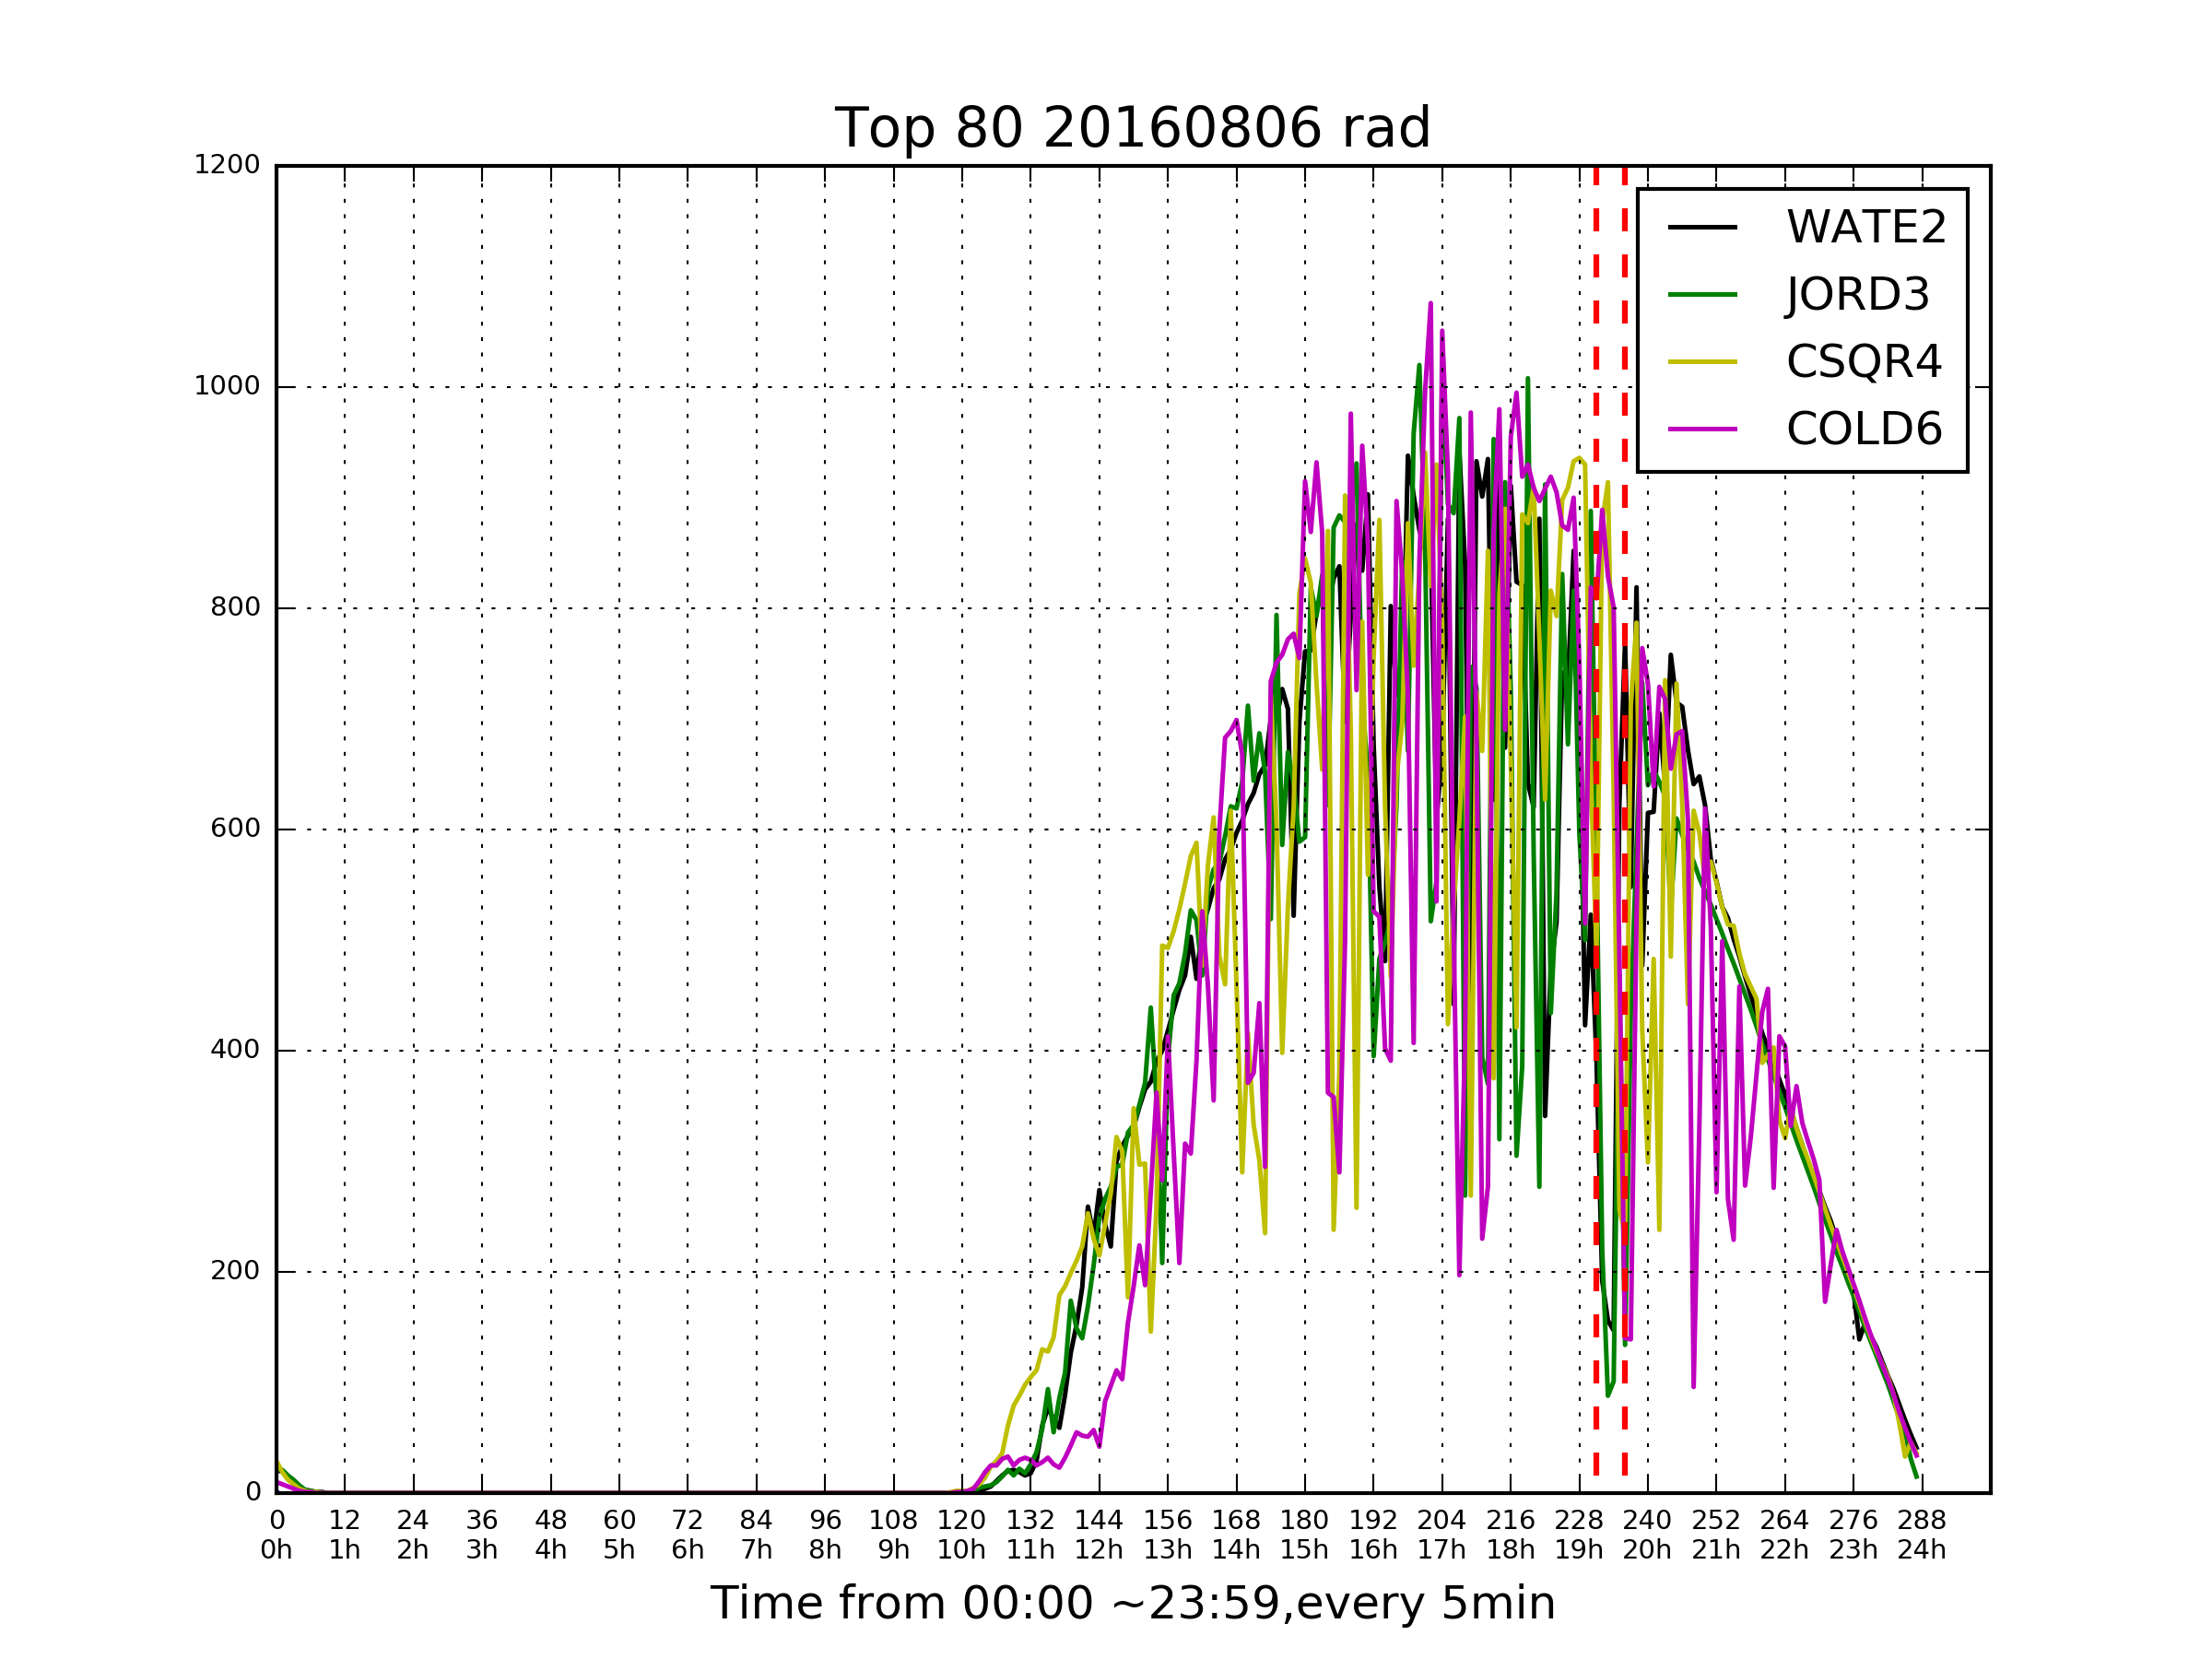 Top 80 20160806 rad
1200
1000
800
600
400
200
0
WATE2
JORD3
CSQR4
COLD6
0 12 24 36 48 60 72 84 96 108 120 132 144 156 168 180 192 204 216 228 240 252 264 276 288
0h 1h 2h 3h 4h 5h 6h 7h 8h 9h 10h 11h 12h 13h 14h 15h 16h 17h 18h 19h 20h 21h 22h 23h 24h
Time from 00:00 ~23:59,every 5min